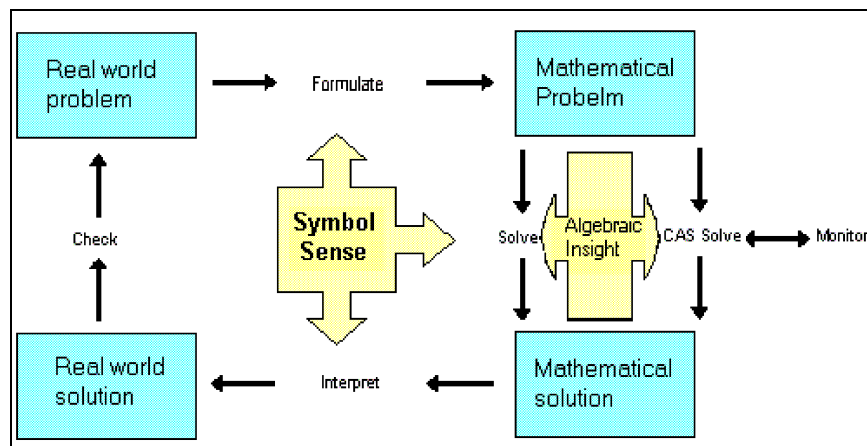 Real world
problem
Formulate
Mathematical
Probelm
Symbol
Sense
Check
Solve
Algebraic
Insight
CAS Solve
Monitor
Real world
solution
Interpret
Mathematical
solution